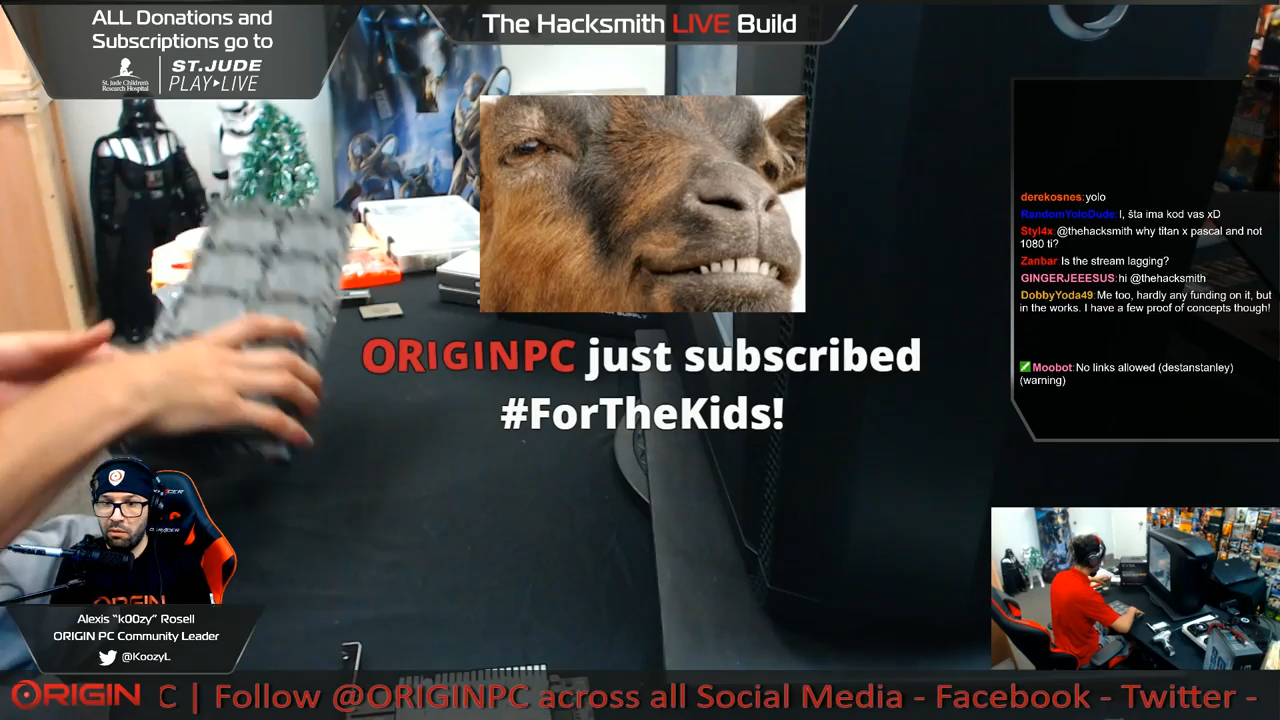 ALL Donations and
Subscriptions go to
St. Jude Children's
Research Hospital
ST.JUDE
PLAY LIVE
The Hacksmith LIVE Build
derekosnes: yolo
RandomYoloDude: I, šta ima kod vas xD
Styl4x: @thehacksmith why titan x pascal and not
1080 ti?
Zanbar: Is the stream lagging?
GINGERJEEESUS: hi @thehacksmith
DobbyYoda49: Me too, hardly any funding on it, but
in the works. I have a few proof of concepts though!
Moobot: No links allowed (destanstanley)
(warning)
ORIGINPC just subscribed
#ForTheKids!
ORIGIN
Alexis "k00zy" Rosell
ORIGIN PC Community Leader
@KoozyL
ORIGIN C | Follow @ORIGINPC across all Social Media - Facebook - Twitter -